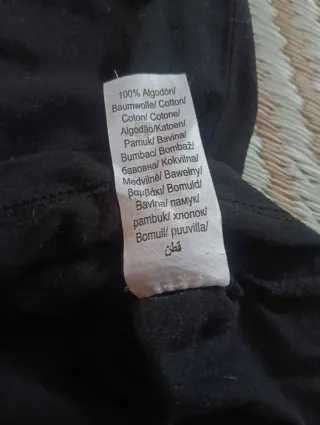 100% Algodón/
Baumwolle/ Cotton/
Coton/ Cotone/
Algodão/Katoen/
Pamuk/ Bavlna/
Bumbac/ Bombaž/
бавовна/ Kokvilna/
Medvilnė/ Bawełny/
βαμβάκι/ Bomuld/
Bavlna/ памук/
pambuk/ хлопок/
Bomull/ puuvilla/
قطن